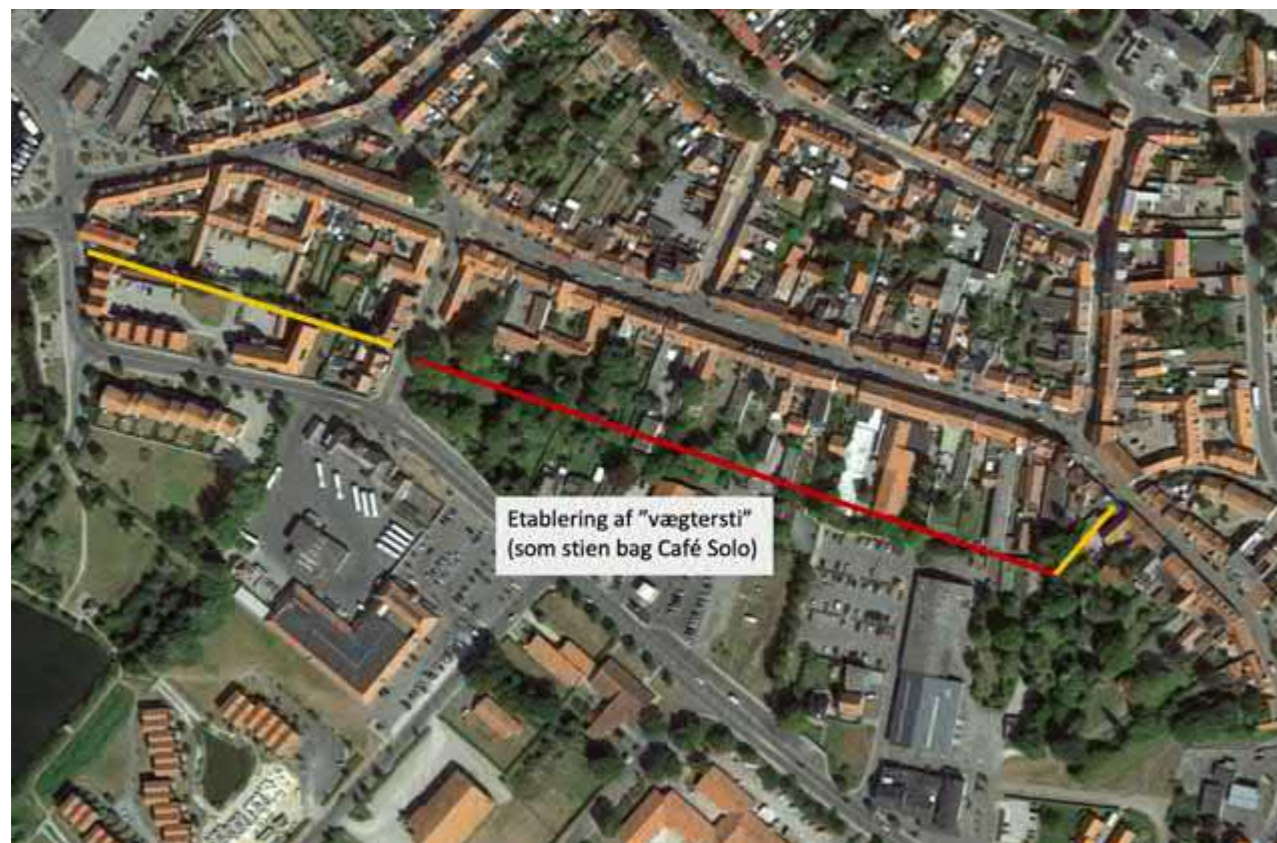 Etablering af ”vægtersti”
(som stien bag Café Solo)